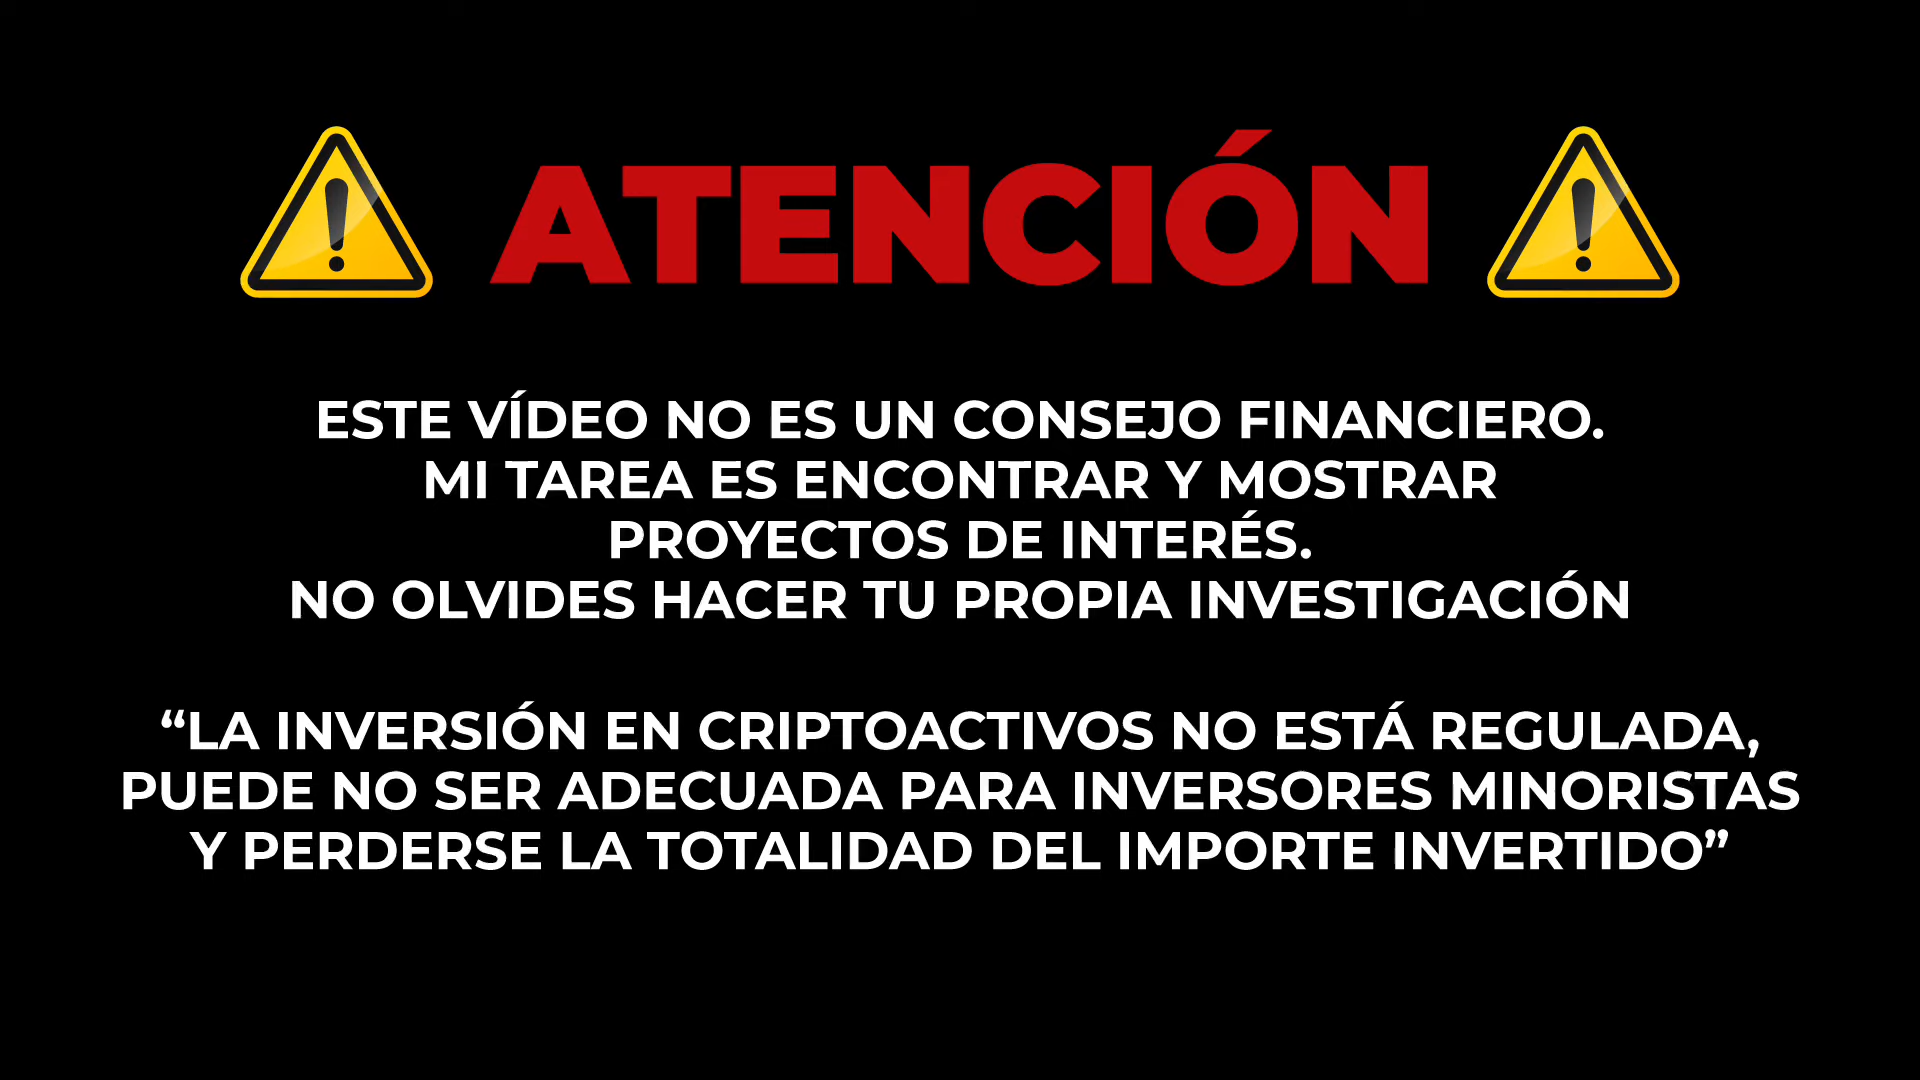 ATENCIÓN
ESTE VÍDEO NO ES UN CONSEJO FINANCIERO.
MI TAREA ES ENCONTRAR Y MOSTRAR
PROYECTOS DE INTERÉS.
NO OLVIDES HACER TU PROPIA INVESTIGACIÓN
“LA INVERSIÓN EN CRIPTOACTIVOS NO ESTÁ REGULADA,
PUEDE NO SER ADECUADA PARA INVERSORES MINORISTAS
Y PERDERSE LA TOTALIDAD DEL IMPORTE INVERTIDO”